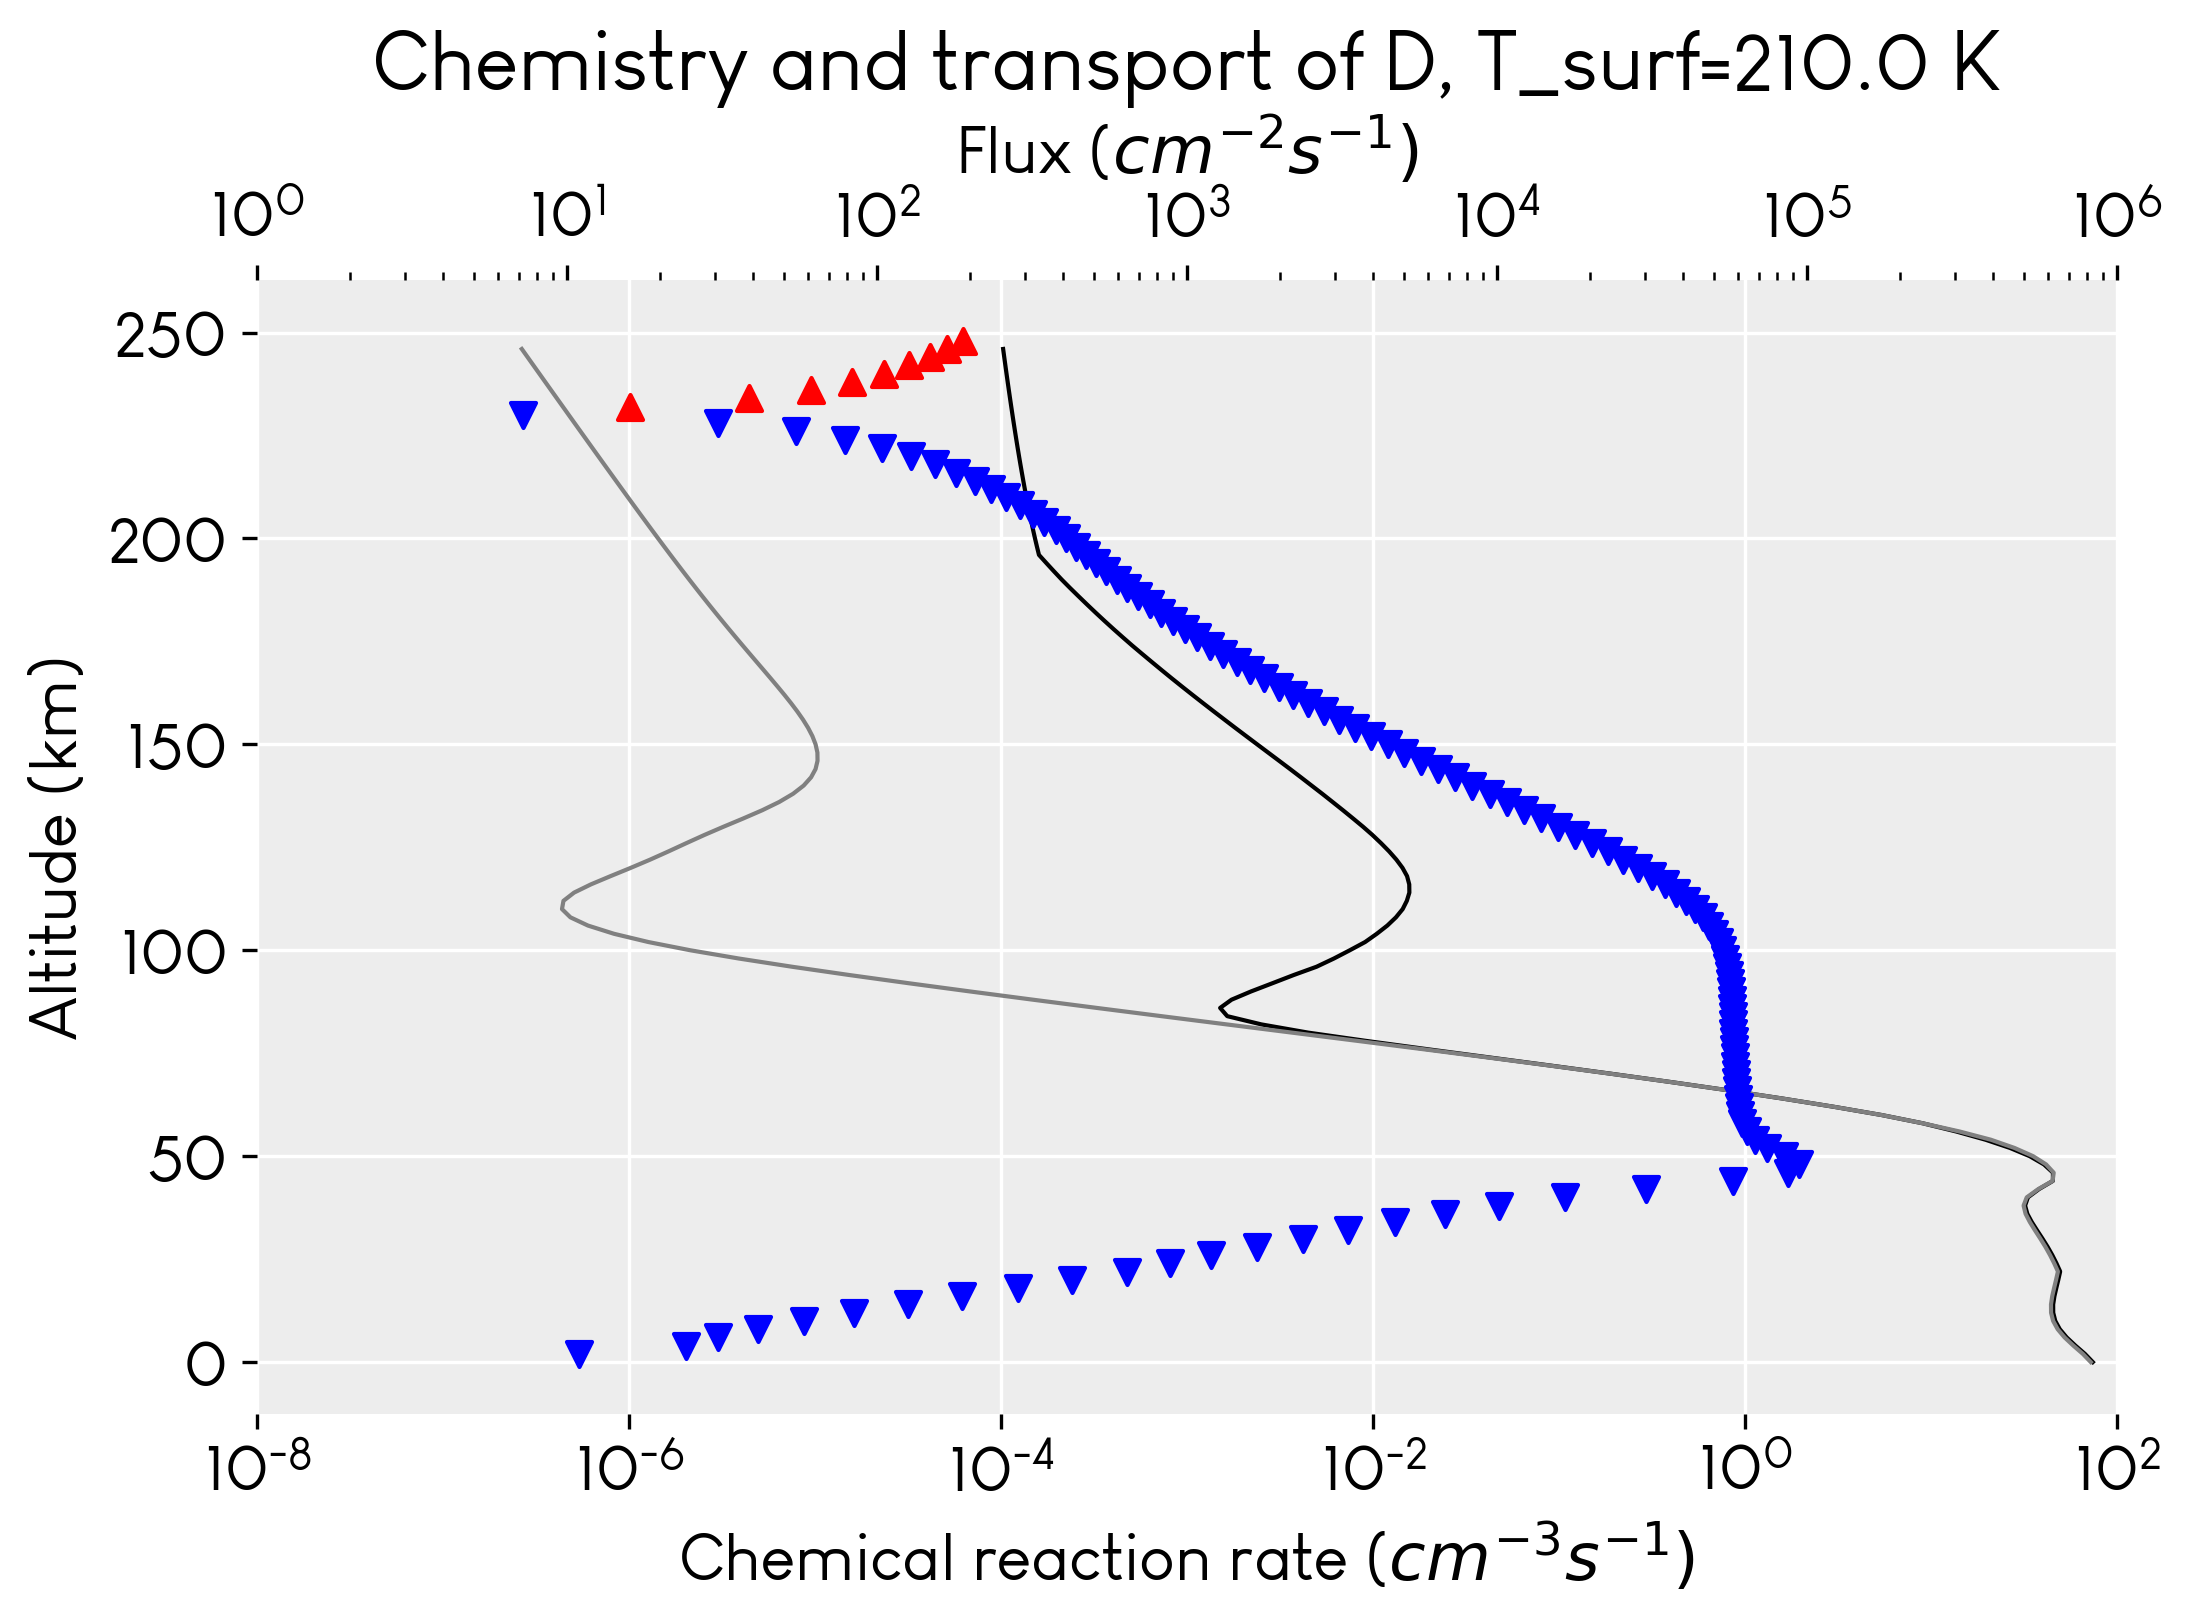 Chemistry and transport of D, T_surf=210.0 K
Flux (cm⁻²s⁻¹)
10⁰ 10¹ 10² 10³ 10⁴ 10⁵ 10⁶
250
200
150
100
50
0
Altitude (km)
10⁻⁸ 10⁻⁶ 10⁻⁴ 10⁻² 10⁰ 10²
Chemical reaction rate (cm⁻³s⁻¹)